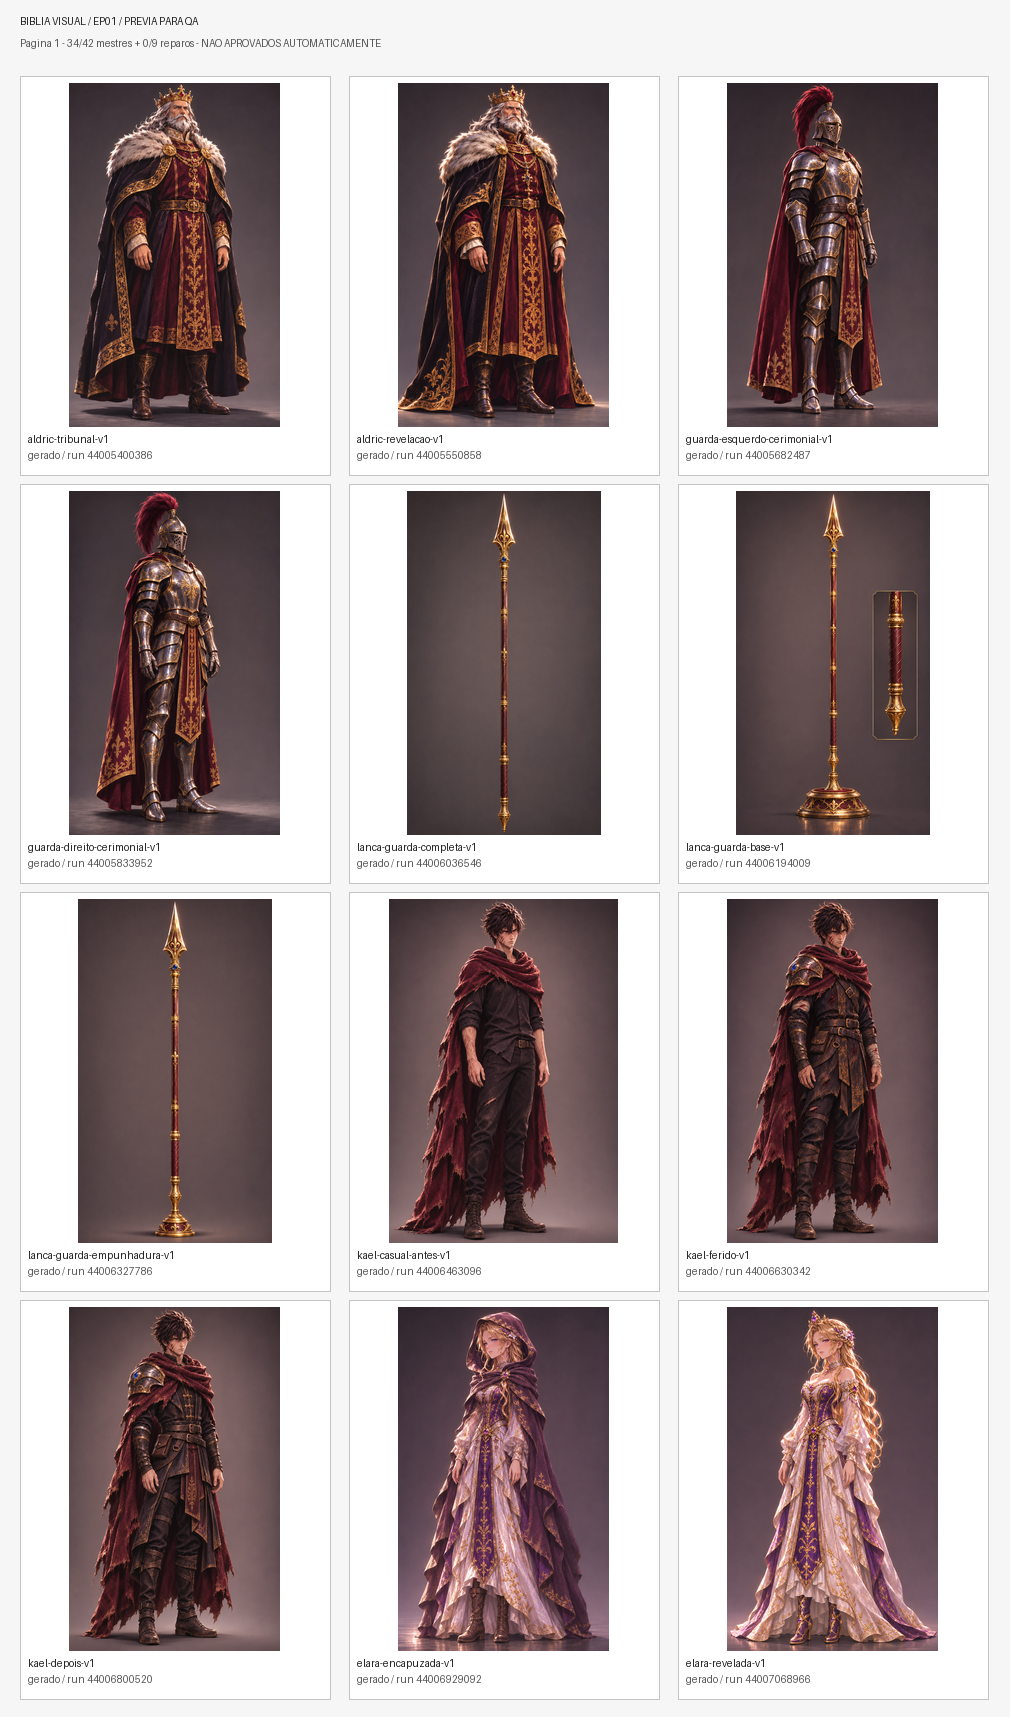 BIBLIA VISUAL / EP01 / PREVIA PARA QA
Pagina 1 - 34/42 mestres + 0/9 reparos - NAO APROVADOS AUTOMATICAMENTE
aldric-tribunal-v1
gerado / run 44005400386
aldric-revelacao-v1
gerado / run 44005550858
guarda-esquerdo-cerimonial-v1
gerado / run 44005682487
guarda-direito-cerimonial-v1
gerado / run 44005833952
lanca-guarda-completa-v1
gerado / run 44006036546
lanca-guarda-base-v1
gerado / run 44006194009
lanca-guarda-empunhadura-v1
gerado / run 44006327786
kael-casual-antes-v1
gerado / run 44006463096
kael-ferido-v1
gerado / run 44006630342
kael-depois-v1
gerado / run 44006800520
elara-encapuzada-v1
gerado / run 44006929092
elara-revelada-v1
gerado / run 44007068966